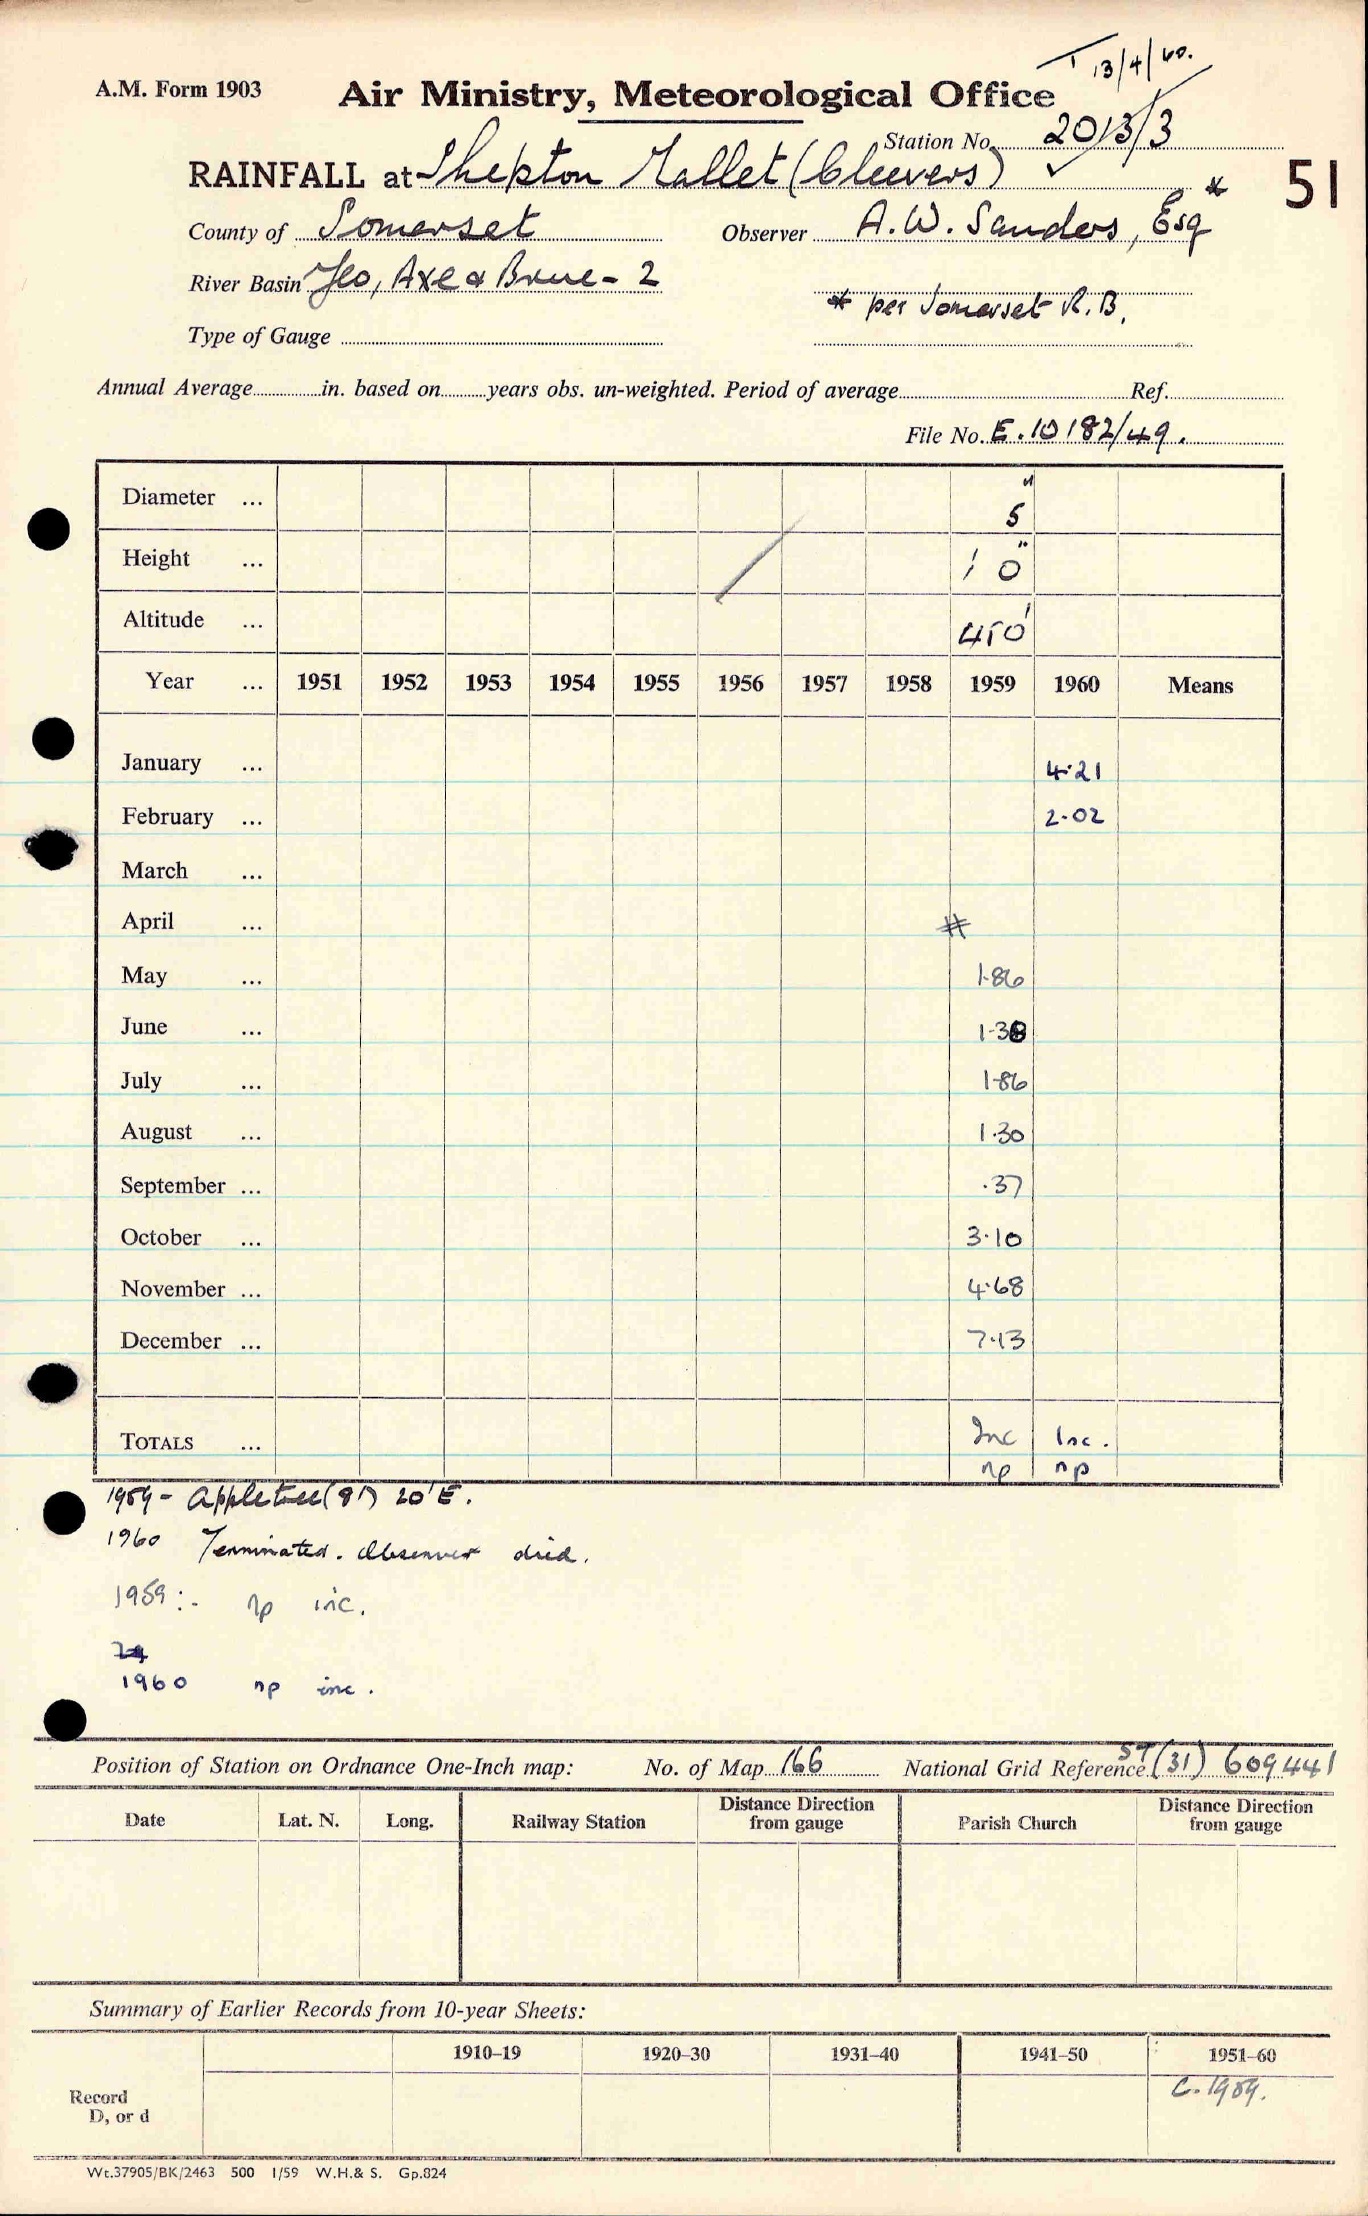 T 13/4/60.
A.M. Form 1903
Air Ministry, Meteorological Office
Station No. 2013/3
RAINFALL at Shepton Mallet (Cleevers)
51
County of Somerset Observer A.W. Sanders, Esq *
River Basin Yeo, Axe & Brue - 2
* per Somerset R.B.
Type of Gauge
Annual Average in. based on years obs. un-weighted. Period of average Ref.
File No. E.10182/49.
Diameter ... 5"
Height ... 1' 0"
Altitude ... 450'
Year ... 1951 1952 1953 1954 1955 1956 1957 1958 1959 1960 Means
January ... 4.21
February ... 2.02
March ...
April ... #
May ... 1.86
June ... 1.38
July ... 1.86
August ... 1.30
September ... .37
October ... 3.10
November ... 4.68
December ... 7.13
TOTALS ... Inc Inc.
np np
1959 - Appletree (8') 20' E.
1960 Terminated. Observer died.
1959:- np inc.
1960 np inc.
Position of Station on Ordnance One-Inch map: No. of Map 166 National Grid Reference ST (31) 609441
Date Lat. N. Long. Railway Station Distance Direction from gauge Parish Church Distance Direction from gauge
Summary of Earlier Records from 10-year Sheets:
1910–19 1920–30 1931–40 1941–50 1951–60
C. 1959.
Record
D, or d
Wt.37905/BK/2463 500 1/59 W.H.& S. Gp.824